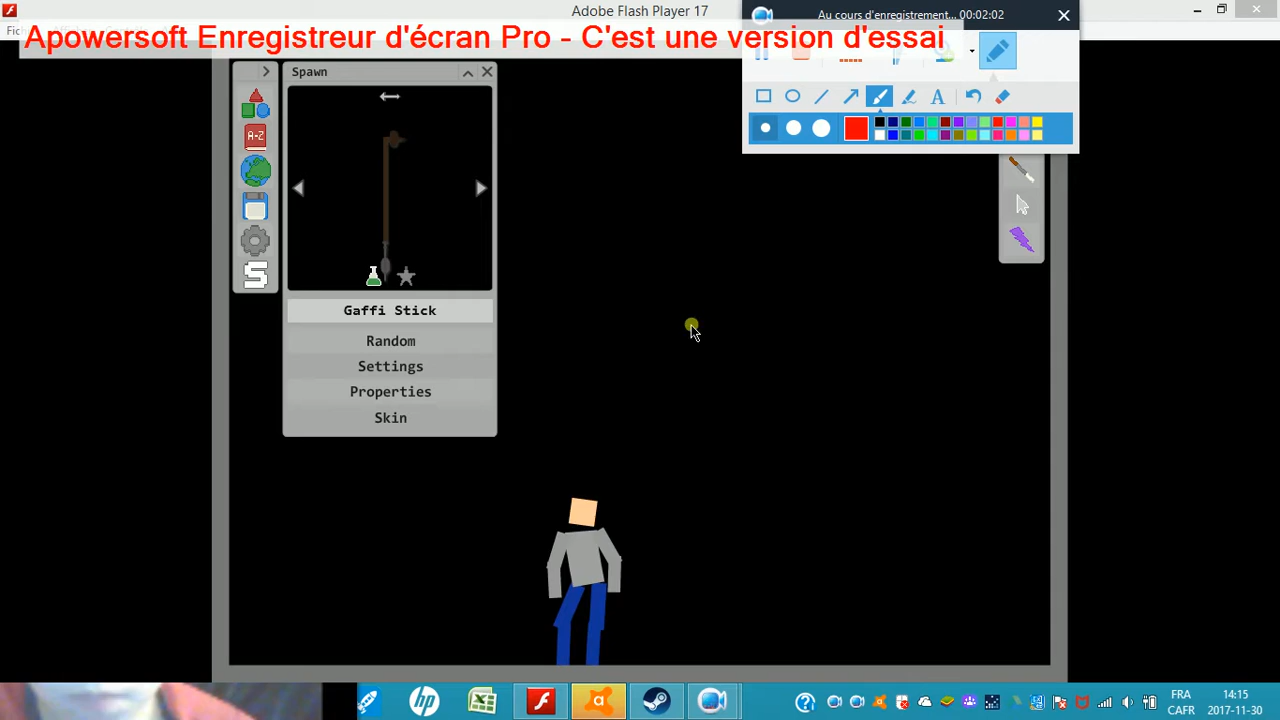 Adobe Flash Player 17
Au cours d'enregistrement... 00:02:02
Apowersoft Enregistreur d'écran Pro - C'est une version d'essai
Spawn
A-Z
A
S
Gaffi Stick
Random
Settings
Properties
Skin
hp
FRA
14:15
CAFR
2017-11-30